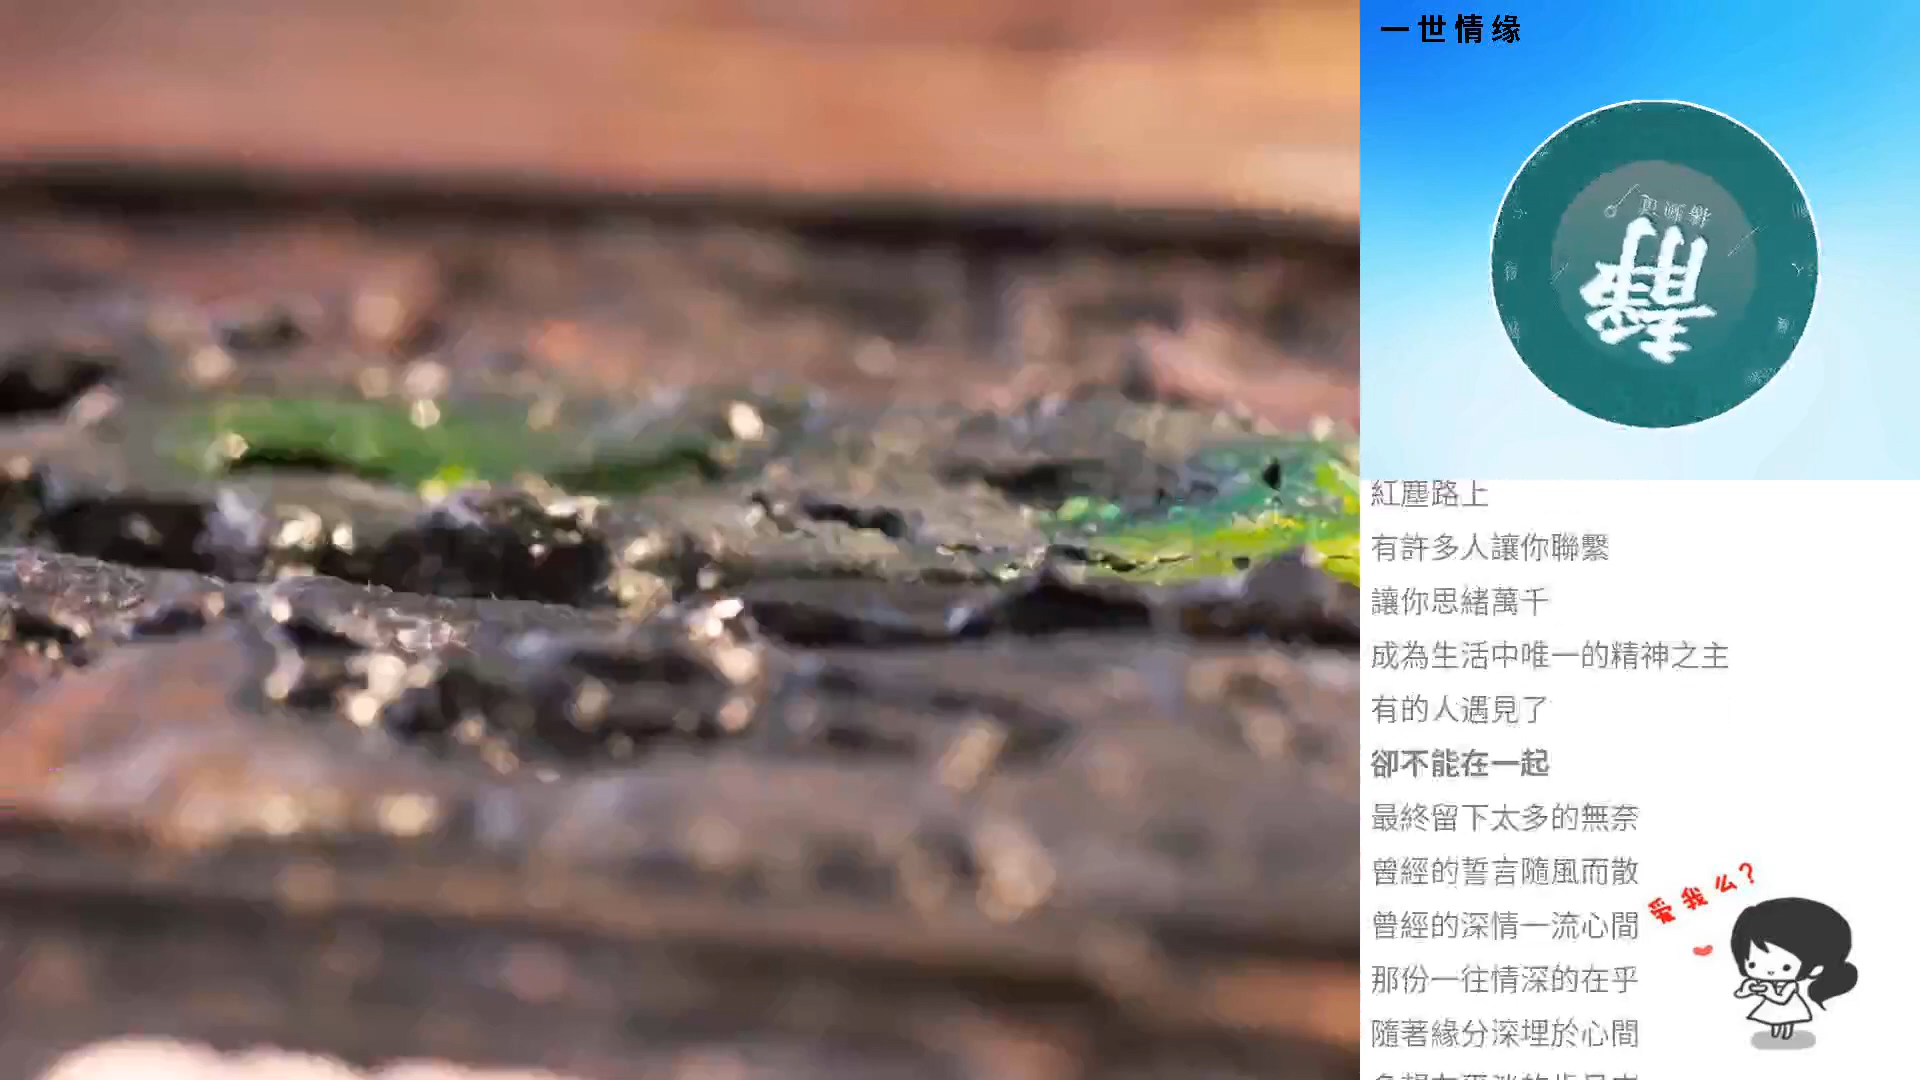 一世情缘
靜
紅塵路上
有許多人讓你聯繫
讓你思緒萬千
成為生活中唯一的精神之主
有的人遇見了
卻不能在一起
最終留下太多的無奈
曾經的誓言隨風而散
曾經的深情一流心間
那份一往情深的在乎
隨著緣分深埋於心間
爱我么?